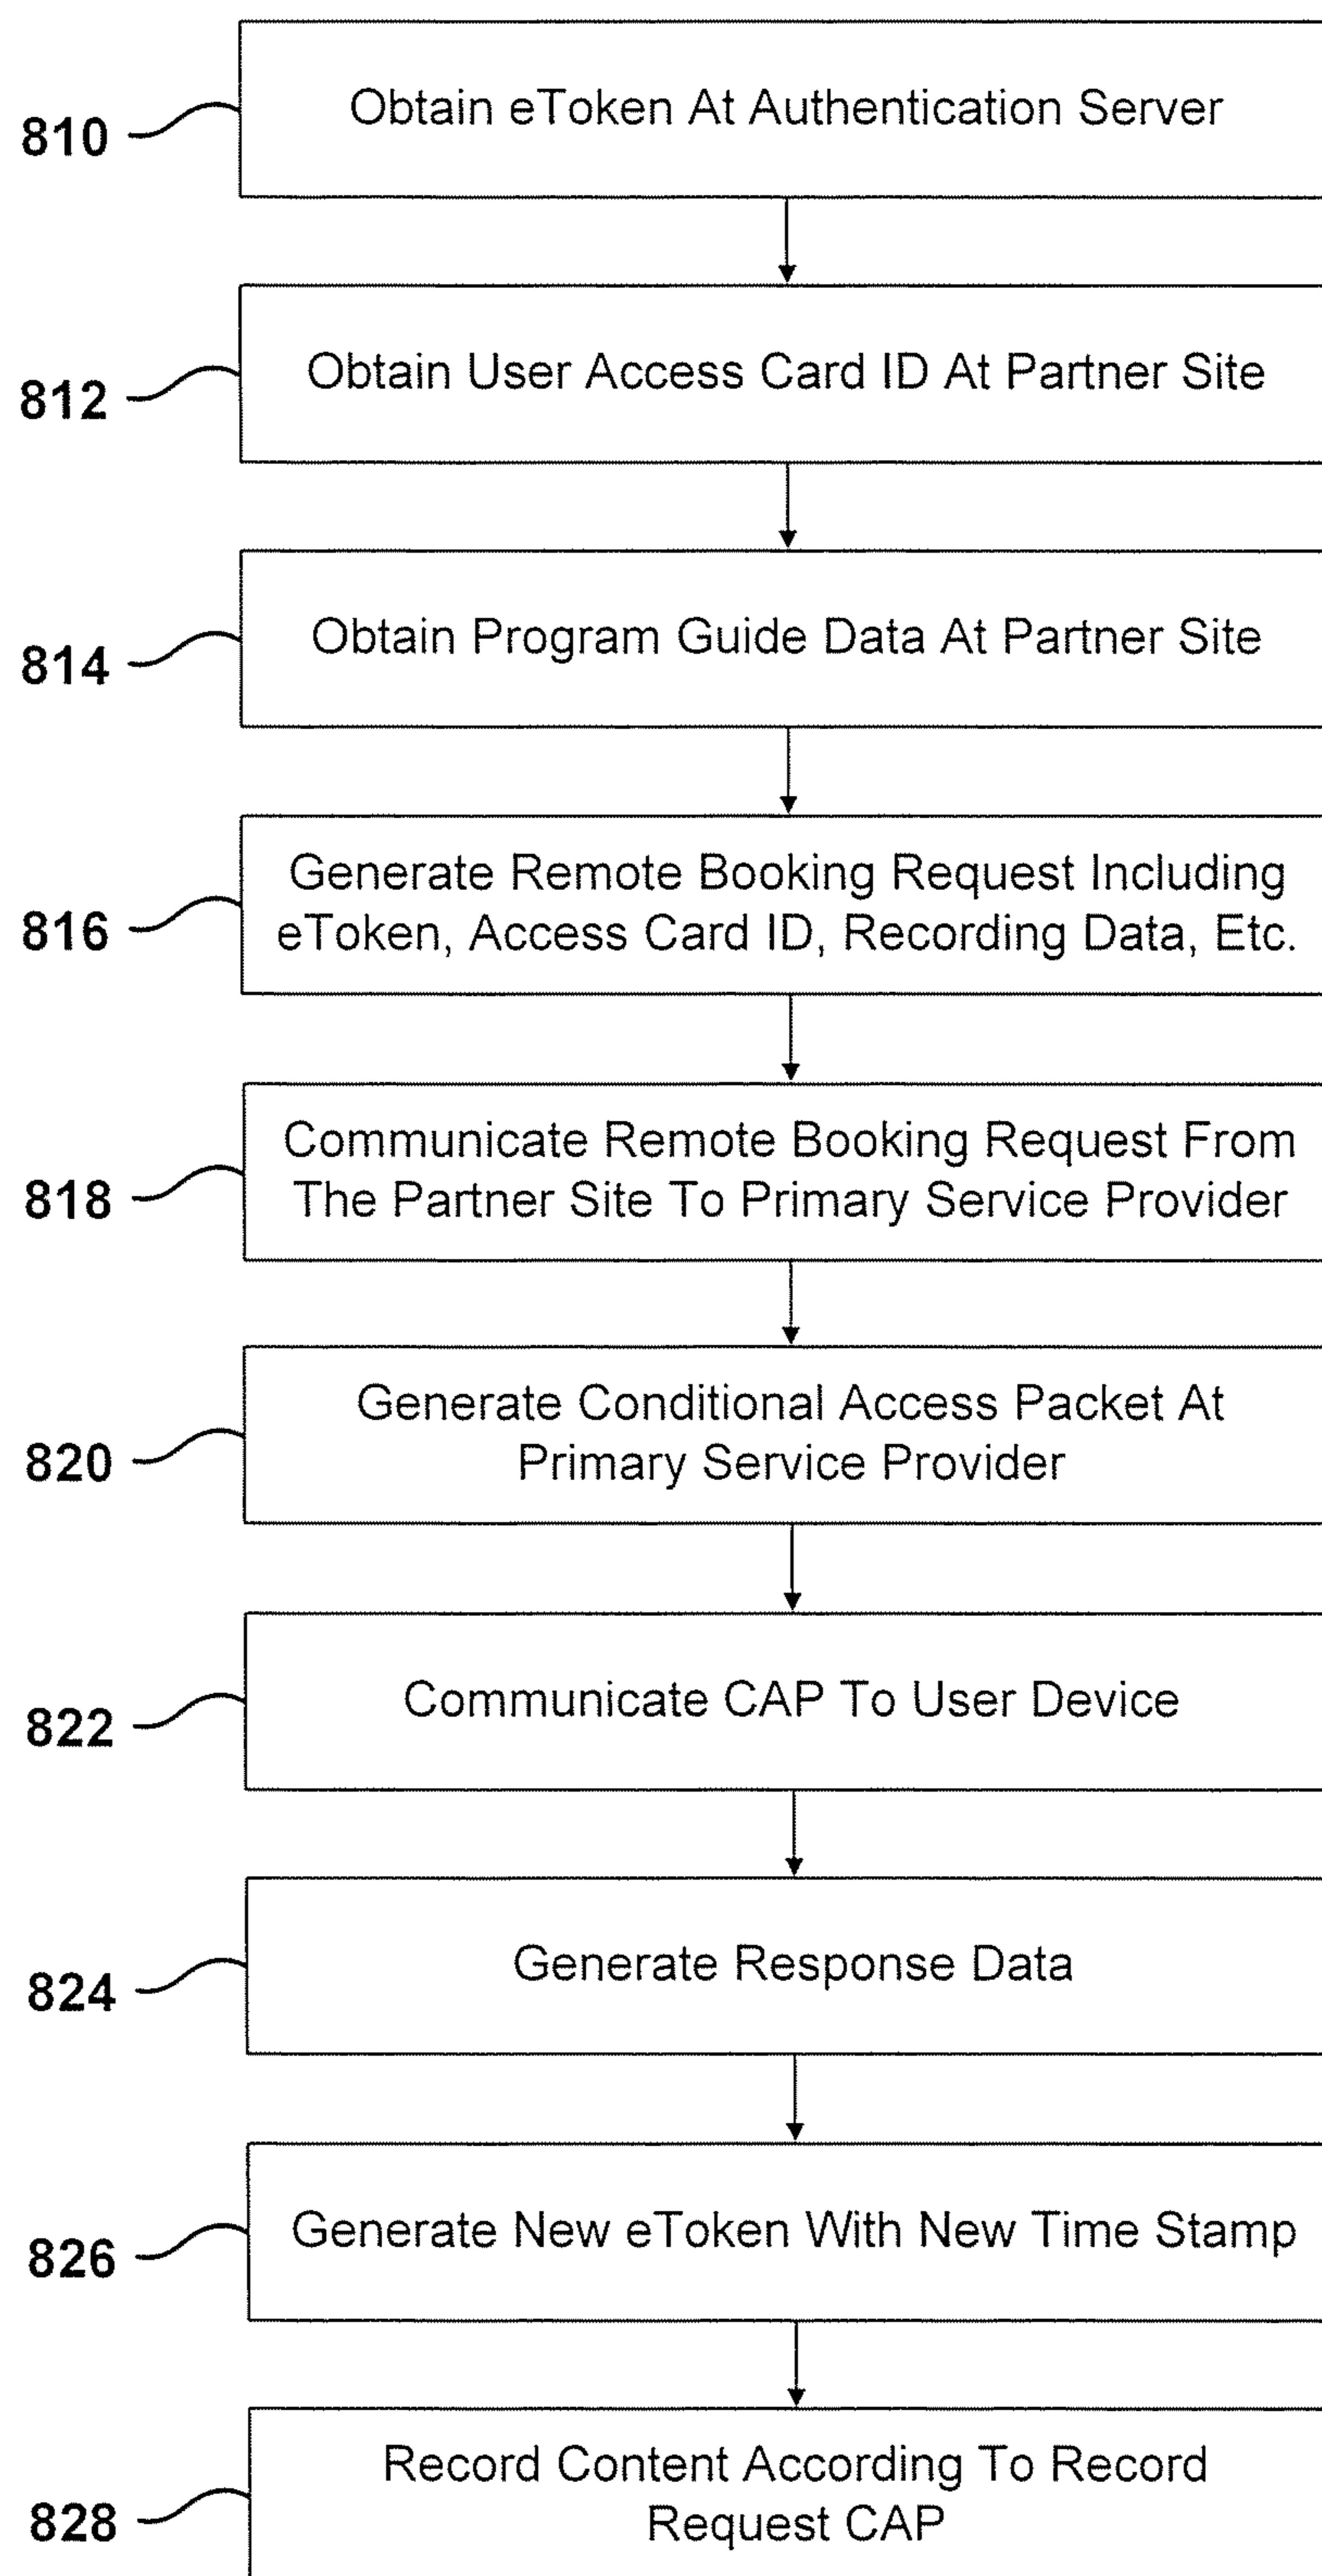 810
Obtain eToken At Authentication Server
812
Obtain User Access Card ID At Partner Site
814
Obtain Program Guide Data At Partner Site
816
Generate Remote Booking Request Including
eToken, Access Card ID, Recording Data, Etc.
818
Communicate Remote Booking Request From
The Partner Site To Primary Service Provider
820
Generate Conditional Access Packet At
Primary Service Provider
822
Communicate CAP To User Device
824
Generate Response Data
826
Generate New eToken With New Time Stamp
828
Record Content According To Record
Request CAP